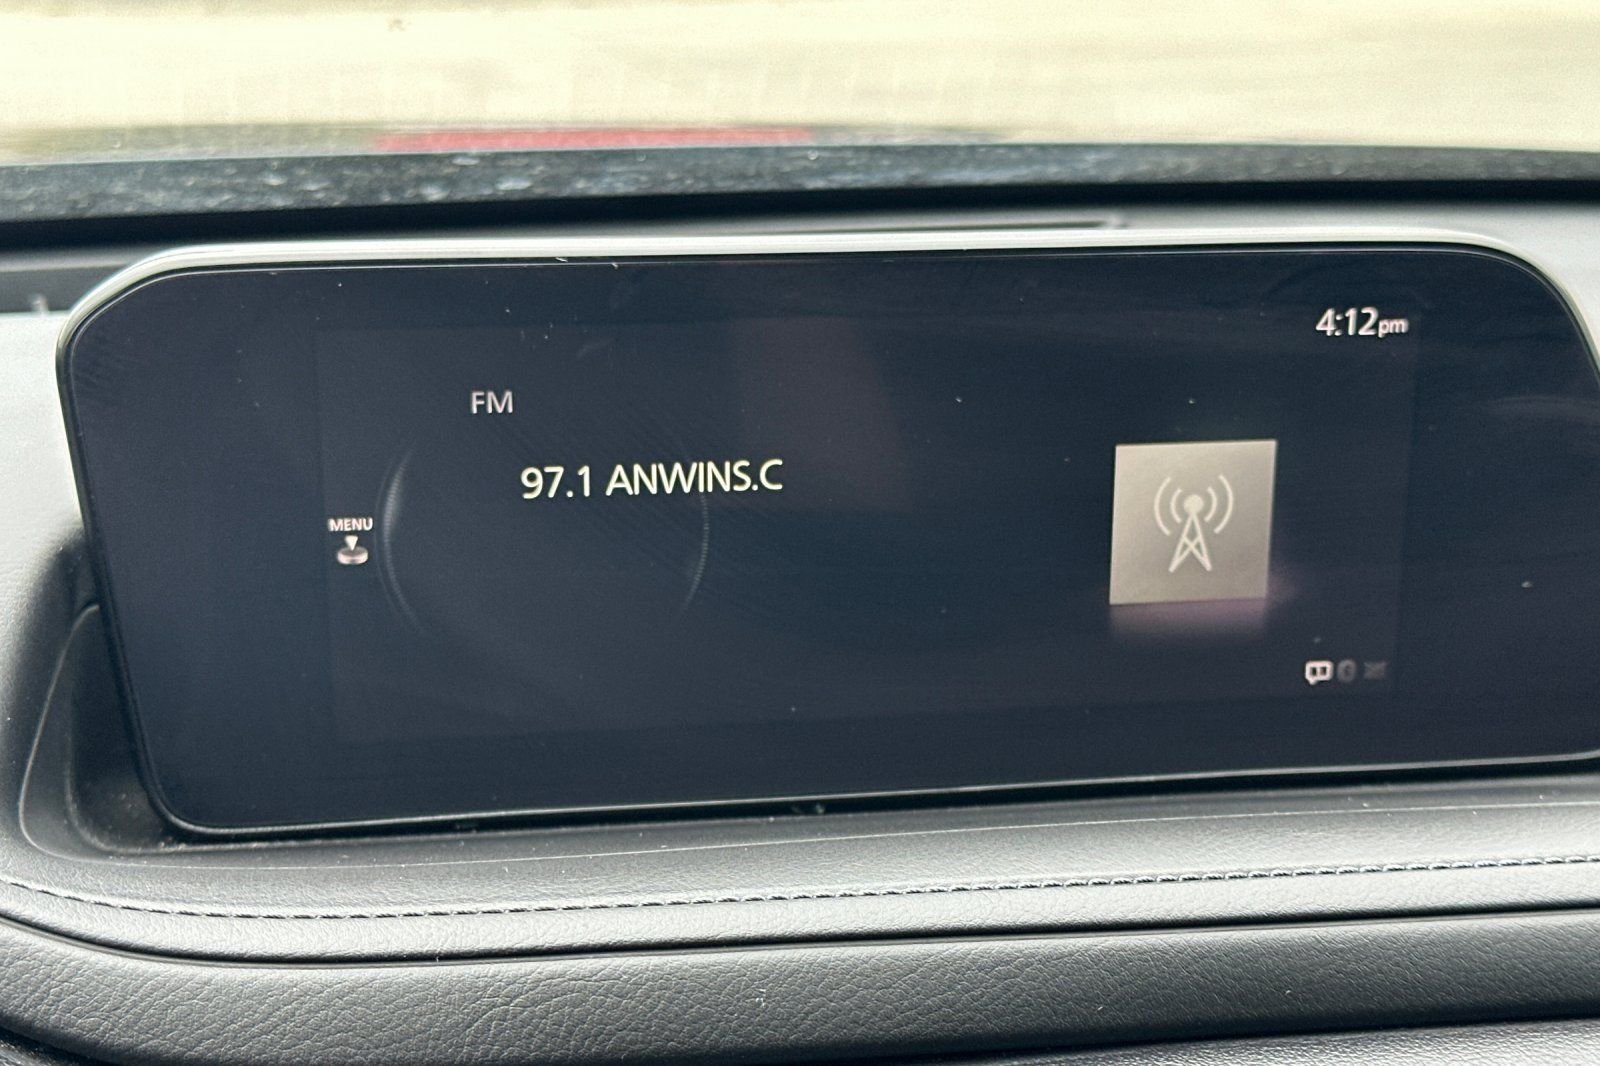 4:12pm
FM
97.1 ANWINS.C
MENU